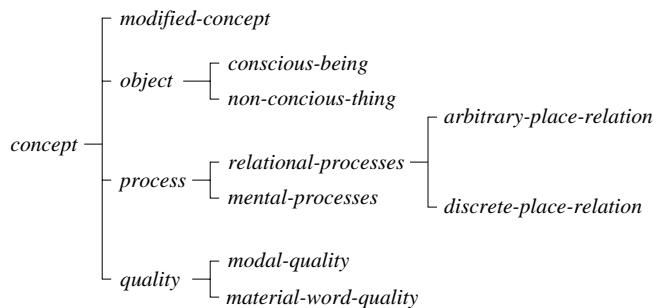 modified-concept
conscious-being
object
non-concious-thing
arbitrary-place-relation
concept
relational-processes
process
mental-processes
discrete-place-relation
modal-quality
quality
material-word-quality